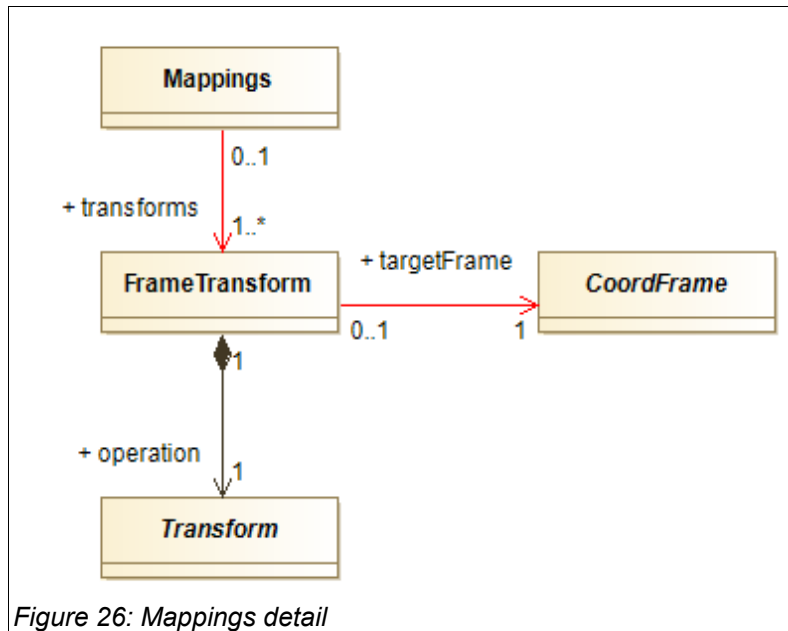 Mappings
0..1
+ transforms
1..*
FrameTransform
+ targetFrame
CoordFrame
0..1
1
1
+ operation
1
Transform
Figure 26: Mappings detail